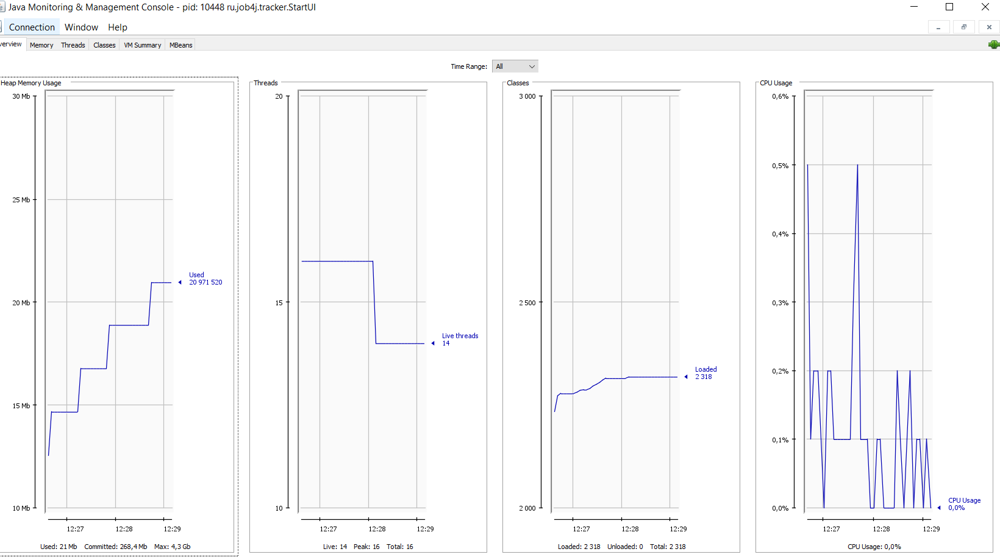 Java Monitoring & Management Console - pid: 10448 ru.job4j.tracker.StartUI
Connection Window Help
verview Memory Threads Classes VM Summary MBeans
Time Range: All
Heap Memory Usage
30 Mb
25 Mb
20 Mb
15 Mb
10 Mb
Used
20 971 520
12:27 12:28 12:29
Used: 21 Mb Committed: 268,4 Mb Max: 4,3 Gb
Threads
20
15
10
Live threads
14
12:27 12:28 12:29
Live: 14 Peak: 16 Total: 16
Classes
3 000
2 500
2 000
Loaded
2 318
12:27 12:28 12:29
Loaded: 2 318 Unloaded: 0 Total: 2 318
CPU Usage
0,6%
0,5%
0,4%
0,3%
0,2%
0,1%
0,0%
CPU Usage
0,0%
12:27 12:28 12:29
CPU Usage: 0,0%